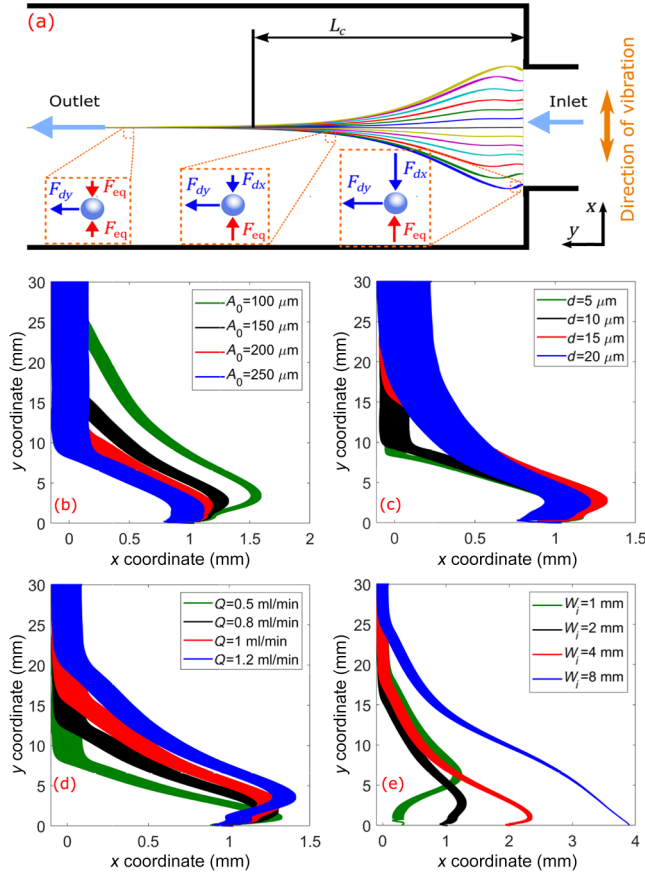 (a)
L_c
Outlet
Inlet
Direction of vibration
F_dy F_eq F_eq
F_dy F_dx F_eq
F_dy F_dx F_eq
x
y
30
25
20
15
10
5
0
y coordinate (mm)
A_0=100 μm
A_0=150 μm
A_0=200 μm
A_0=250 μm
(b)
0 0.5 1 1.5 2
x coordinate (mm)
30
25
20
15
10
5
0
y coordinate (mm)
d=5 μm
d=10 μm
d=15 μm
d=20 μm
(c)
0 0.5 1 1.5
x coordinate (mm)
30
25
20
15
10
5
0
y coordinate (mm)
Q=0.5 ml/min
Q=0.8 ml/min
Q=1 ml/min
Q=1.2 ml/min
(d)
0 0.5 1 1.5
x coordinate (mm)
30
25
20
15
10
5
0
y coordinate (mm)
W_i=1 mm
W_i=2 mm
W_i=4 mm
W_i=8 mm
(e)
0 1 2 3 4
x coordinate (mm)